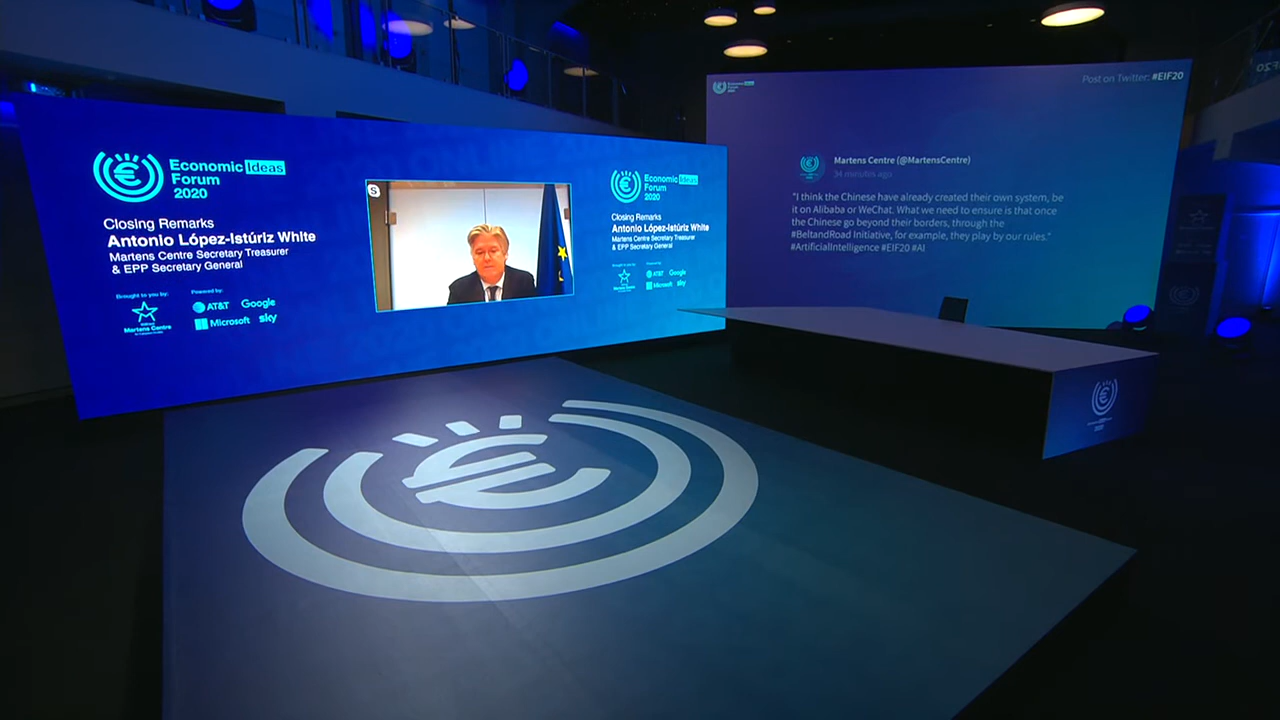 Economic Ideas
Forum
2020
Closing Remarks
Antonio López-Istúriz White
Martens Centre Secretary Treasurer
& EPP Secretary General
Brought to you by:
Powered by:
Martens Centre
AT&T
Google
Microsoft
sky
S
Economic Ideas
Forum
2020
Closing Remarks
Antonio López-Istúriz White
Martens Centre Secretary Treasurer
& EPP Secretary General
AT&T
Google
Microsoft
sky
Economic Ideas
Forum
2020
Post on Twitter: #EIF20
Martens Centre (@MartensCentre)
34 minutes ago
"I think the Chinese have already created their own system, be
it on Alibaba or WeChat. What we need to ensure is that once
the Chinese go beyond their borders, through the
#BeltandRoad Initiative, for example, they play by our rules."
#ArtificialIntelligence #EIF20 #AI
2020